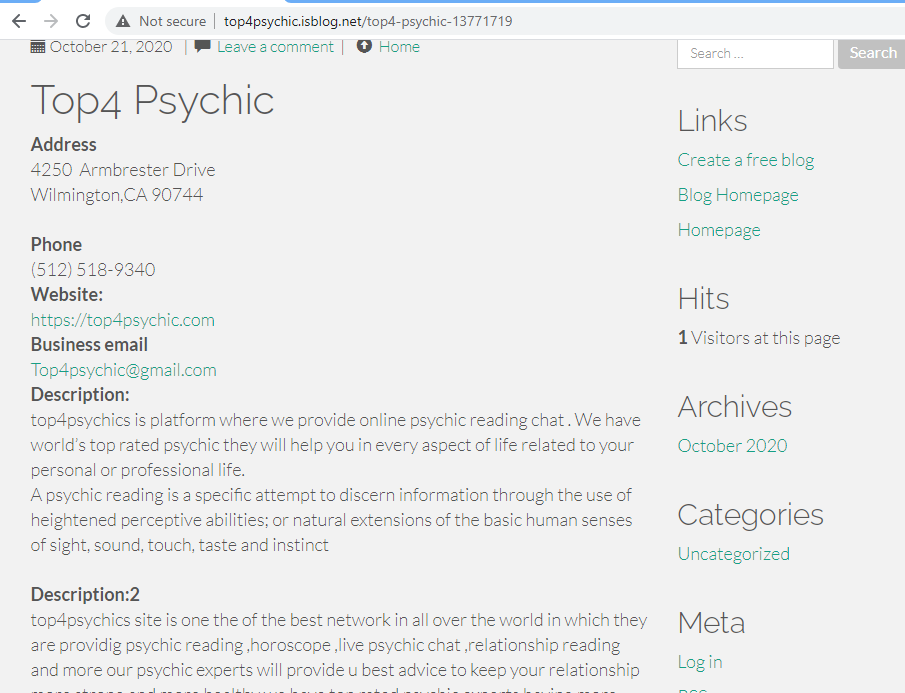 Not secure | top4psychic.isblog.net/top4-psychic-13771719
October 21, 2020 | Leave a comment | Home
Top4 Psychic
Address
4250 Armbrester Drive
Wilmington,CA 90744
Phone
(512) 518-9340
Website:
https://top4psychic.com
Business email
Top4psychic@gmail.com
Description:
top4psychics is platform where we provide online psychic reading chat . We have
world's top rated psychic they will help you in every aspect of life related to your
personal or professional life.
A psychic reading is a specific attempt to discern information through the use of
heightened perceptive abilities; or natural extensions of the basic human senses
of sight, sound, touch, taste and instinct
Description:2
top4psychics site is one the of the best network in all over the world in which they
are providig psychic reading ,horoscope ,live psychic chat ,relationship reading
and more our psychic experts will provide u best advice to keep your relationship
Search ...
Search
Links
Create a free blog
Blog Homepage
Homepage
Hits
1 Visitors at this page
Archives
October 2020
Categories
Uncategorized
Meta
Log in